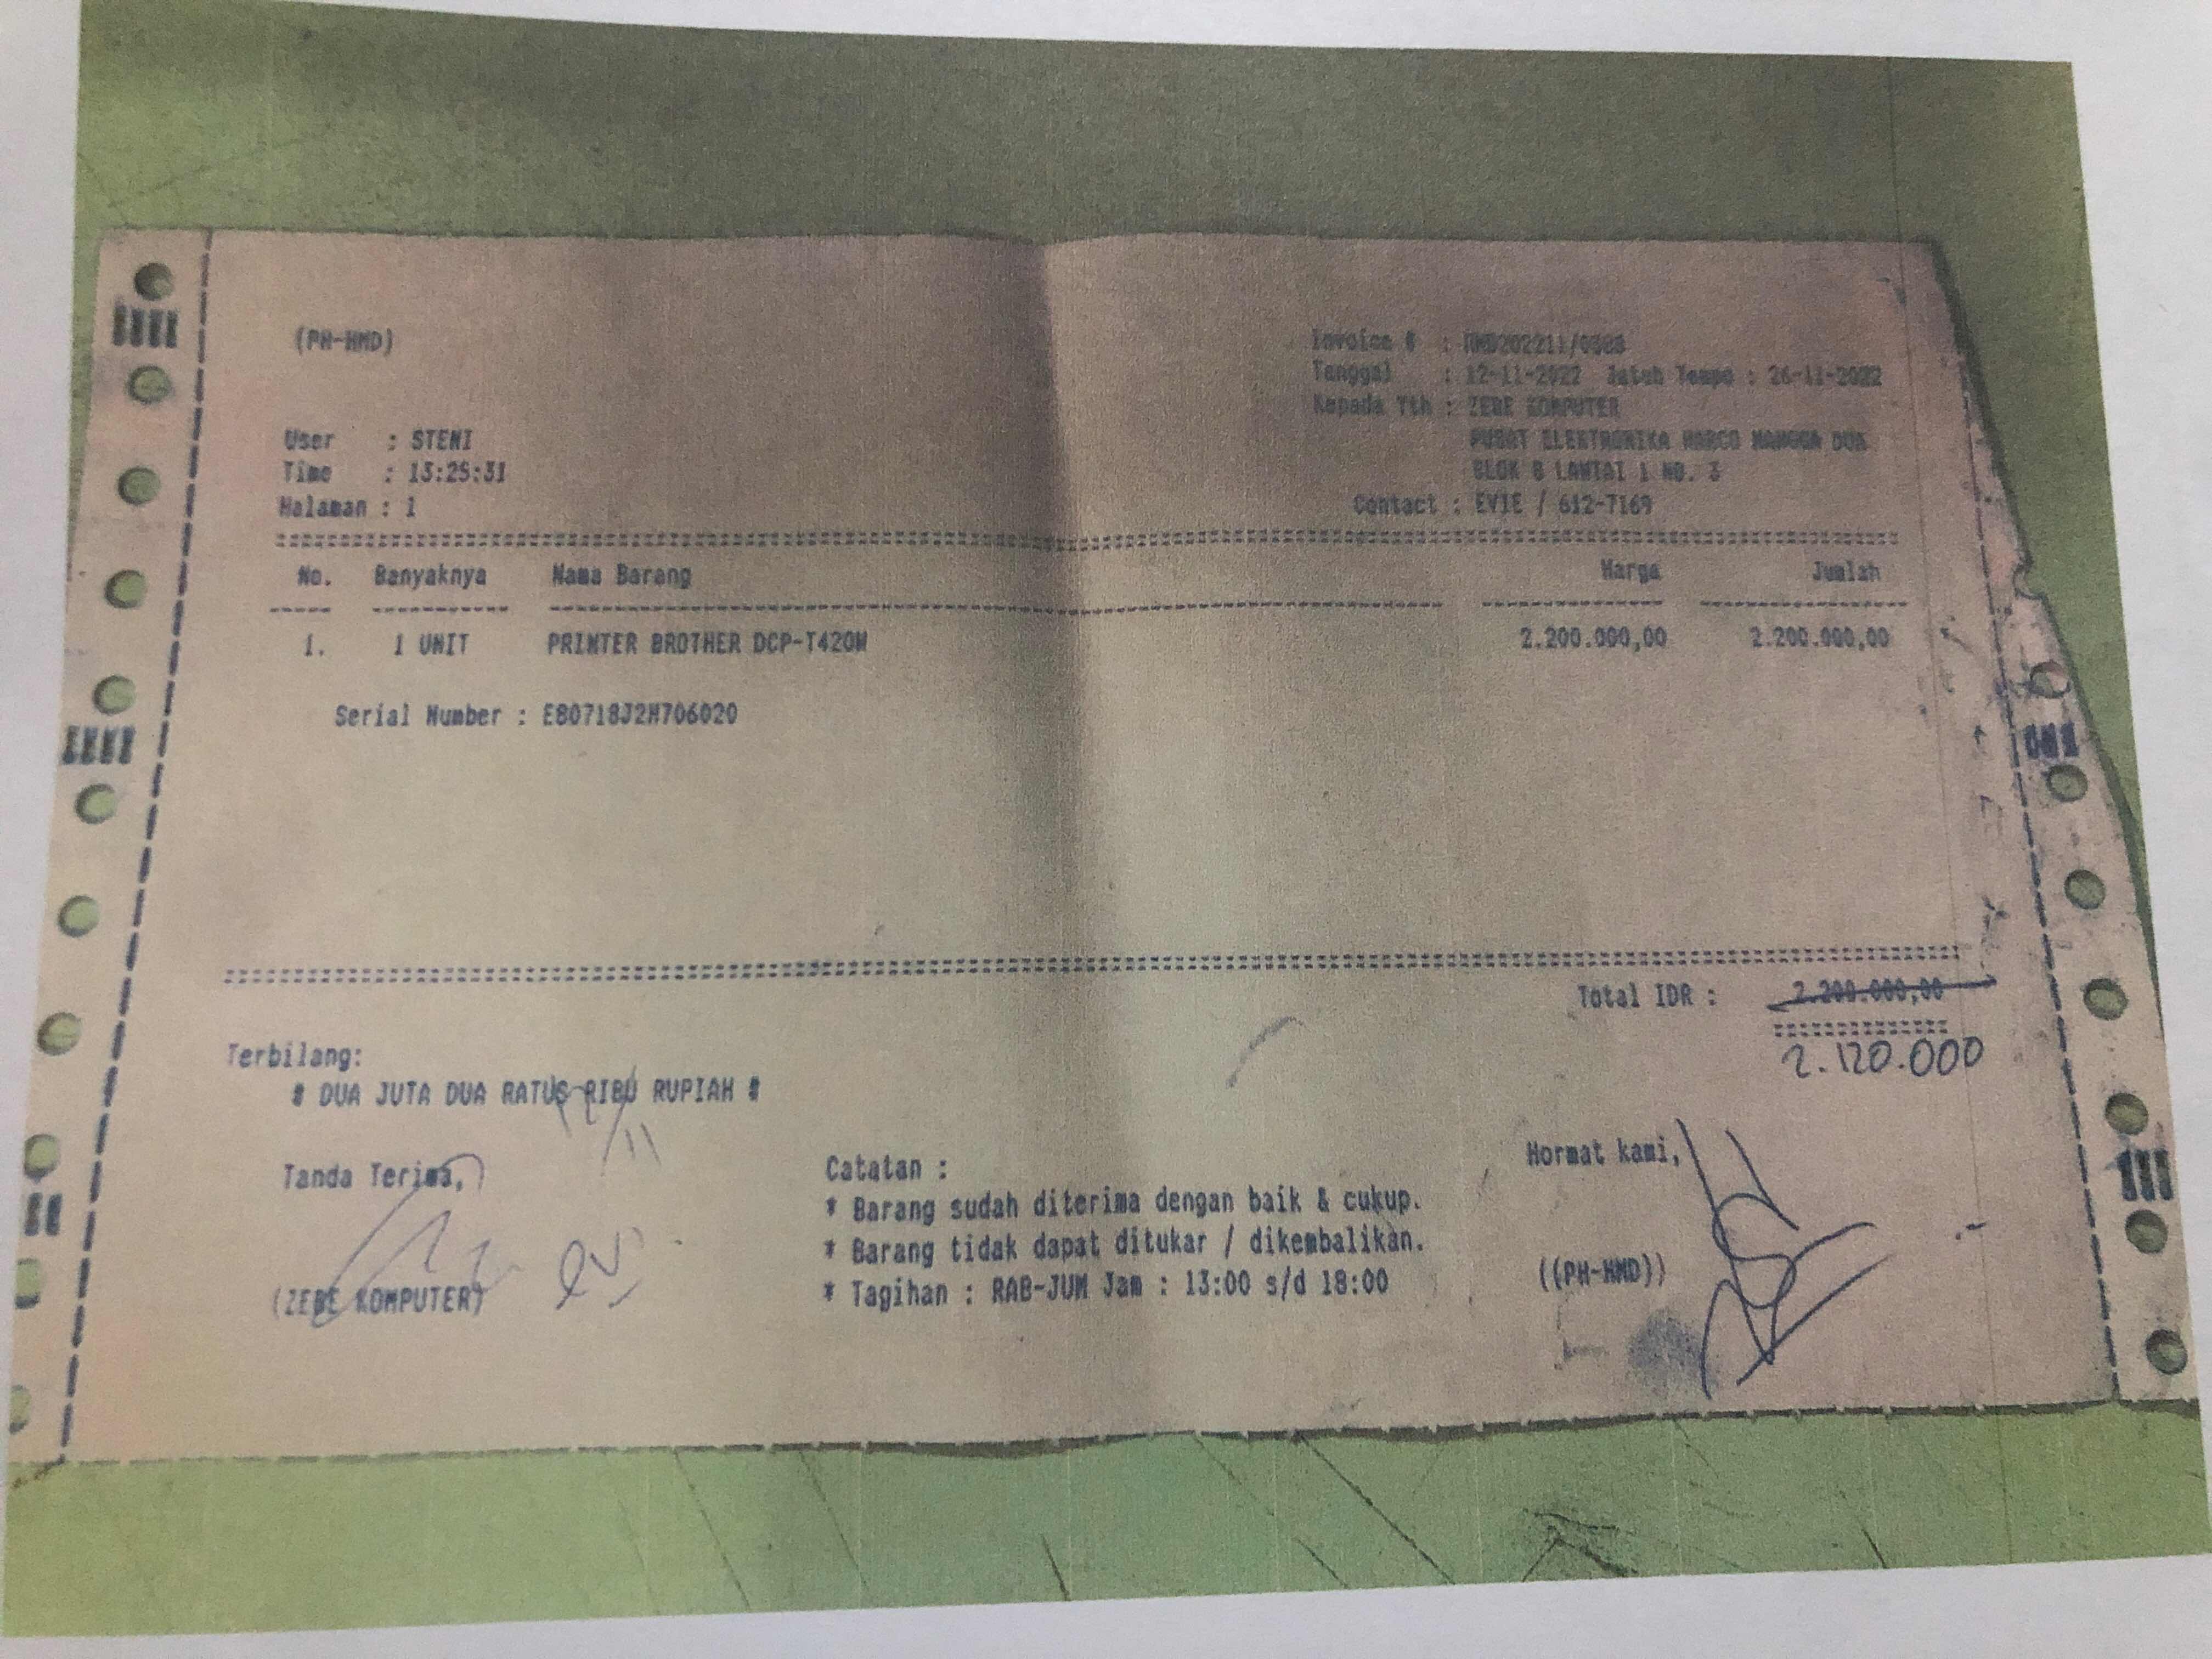 (PH-HMD)
Invoice # :
Tanggal : 12-11-2022 Jatuh Tempo : 26-11-2022
Kepada Yth : ZEBE KOMPUTER
PUSAT ELEKTRONIKA HARCO MANGGA DUA
BLOK B LANTAI 1 NO. 3
Contact : EVIE / 612-7169
User : STENI
Time : 13:25:31
Halaman : 1
No. Banyaknya Nama Barang Harga Jumlah
1. 1 UNIT PRINTER BROTHER DCP-T420W 2.200.000,00 2.200.000,00
Serial Number : E80718J2H706020
Total IDR : 2.200.000,00
2.120.000
Terbilang:
# DUA JUTA DUA RATUS RIBU RUPIAH #
12/11
Tanda Terima,
(ZEBE KOMPUTER)
Catatan :
* Barang sudah diterima dengan baik & cukup.
* Barang tidak dapat ditukar / dikembalikan.
* Tagihan : RAB-JUM Jam : 13:00 s/d 18:00
Hormat kami,
((PH-HMD))